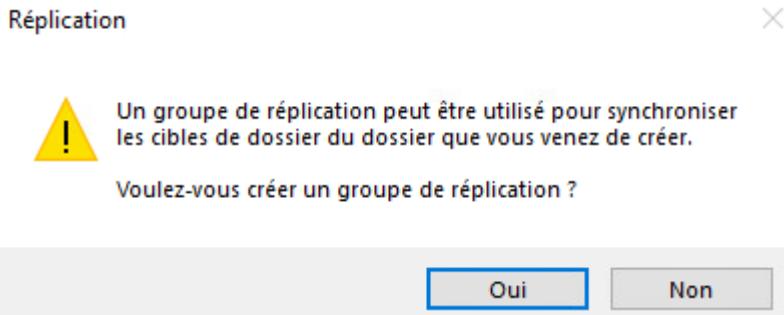 Réplication
Un groupe de réplication peut être utilisé pour synchroniser
les cibles de dossier du dossier que vous venez de créer.
Voulez-vous créer un groupe de réplication ?
Oui
Non